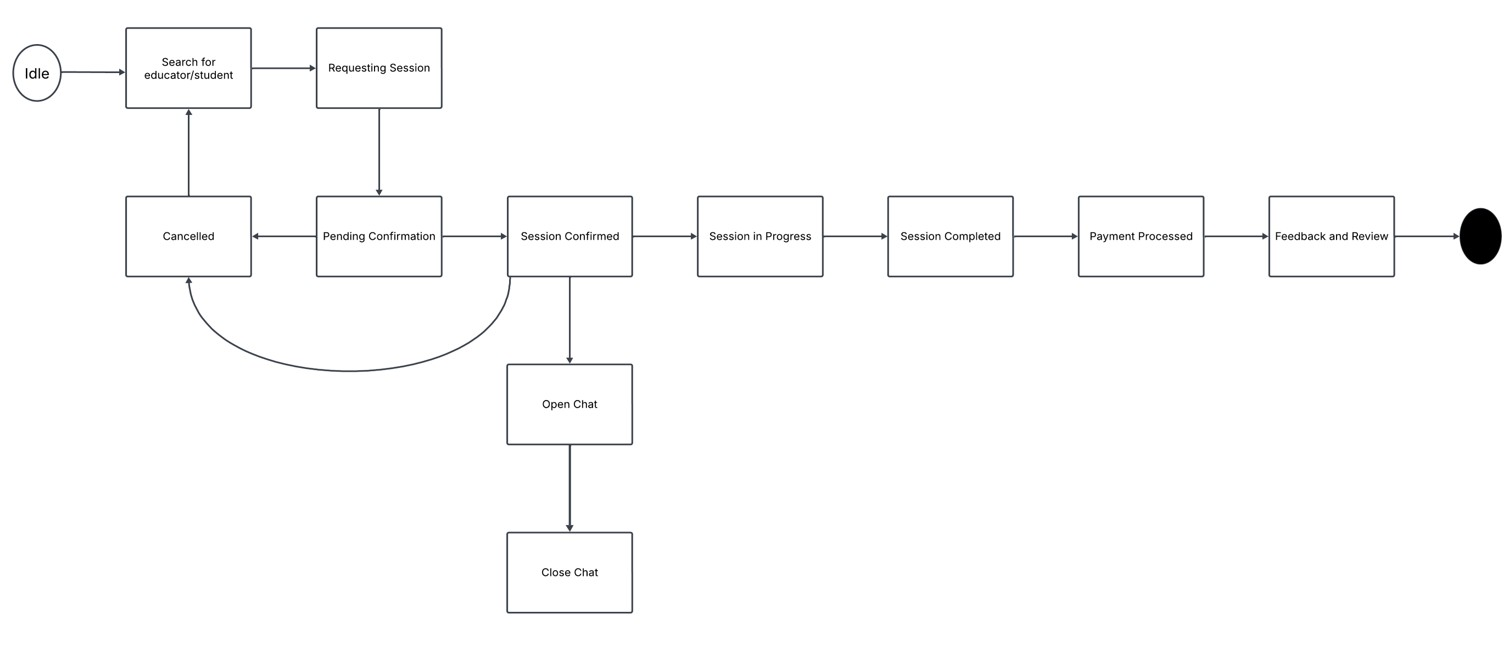 Idle
Search for
educator/student
Requesting Session
Cancelled
Pending Confirmation
Session Confirmed
Session in Progress
Session Completed
Payment Processed
Feedback and Review
Open Chat
Close Chat